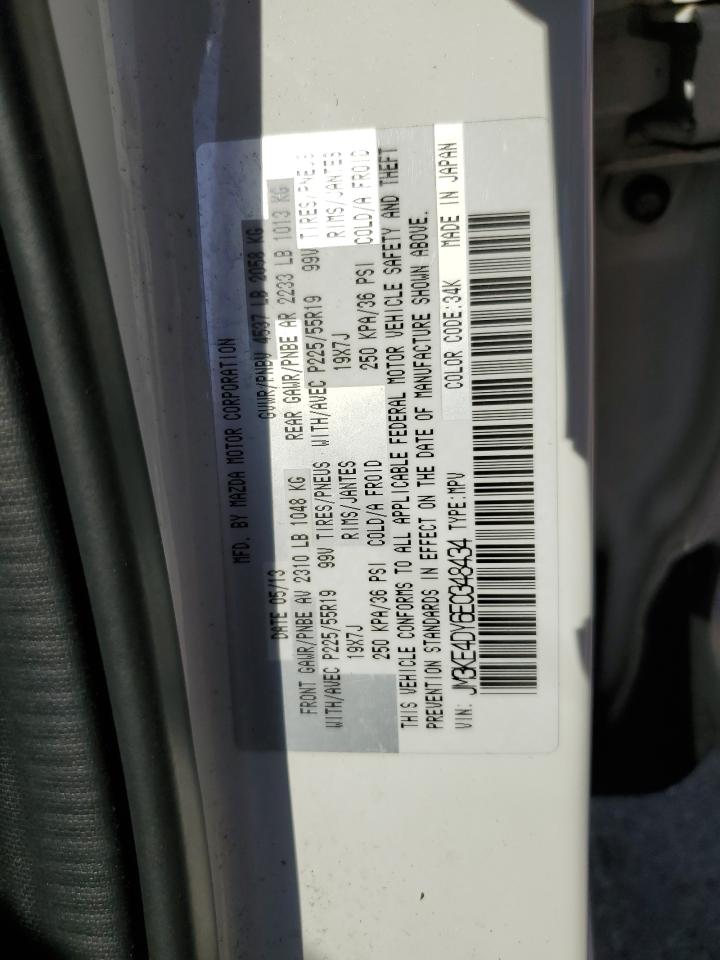 MFD. BY MAZDA MOTOR CORPORATION
DATE 05/13 GVWR/PNBV 4537 LB 2058 KG
FRONT GAWR/PNBE AV 2310 LB 1048 KG REAR GAWR/PNBE AR 2233 LB 1013 KG
WITH/AVEC P225/55R19 99V TIRES/PNEUS WITH/AVEC P225/55R19 99V TIRES/PNEUS
19X7J RIMS/JANTES 19X7J RIMS/JANTES
250 KPA/36 PSI COLD/A FROID 250 KPA/36 PSI COLD/A FROID
THIS VEHICLE CONFORMS TO ALL APPLICABLE FEDERAL MOTOR VEHICLE SAFETY AND THEFT
PREVENTION STANDARDS IN EFFECT ON THE DATE OF MANUFACTURE SHOWN ABOVE.
VIN: JM3KE4DY6E0348434 TYPE:MPV COLOR CODE:34K MADE IN JAPAN